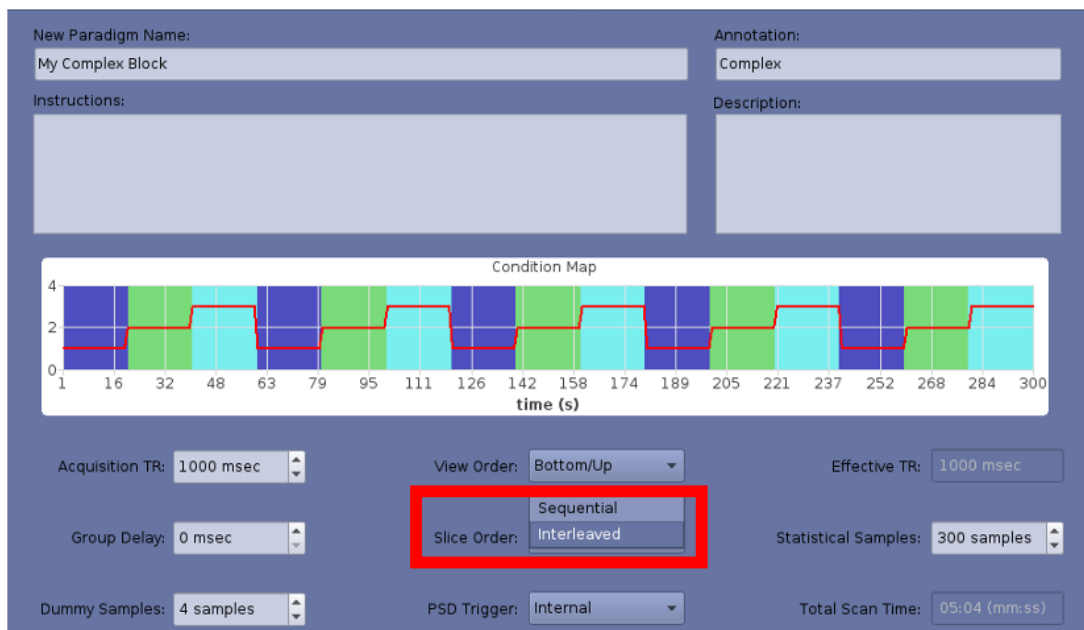 New Paradigm Name: Annotation:
My Complex Block Complex
Instructions: Description:
Condition Map
4
2
0
1 16 32 48 63 79 95 111 126 142 158 174 189 205 221 237 252 268 284 300
time (s)
Acquisition TR: 1000 msec View Order: Bottom/Up Effective TR: 1000 msec
Sequential
Group Delay: 0 msec Slice Order: Interleaved Statistical Samples: 300 samples
Dummy Samples: 4 samples PSD Trigger: Internal Total Scan Time: 05:04 (mm:ss)